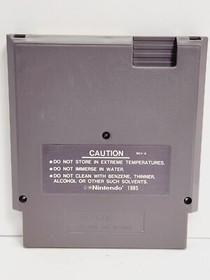 CAUTION REV-A
●DO NOT STORE IN EXTREME TEMPERATURES.
●DO NOT IMMERSE IN WATER.
●DO NOT CLEAN WITH BENZENE, THINNER,
ALCOHOL OR OTHER SUCH SOLVENTS.
©®Nintendo 1985